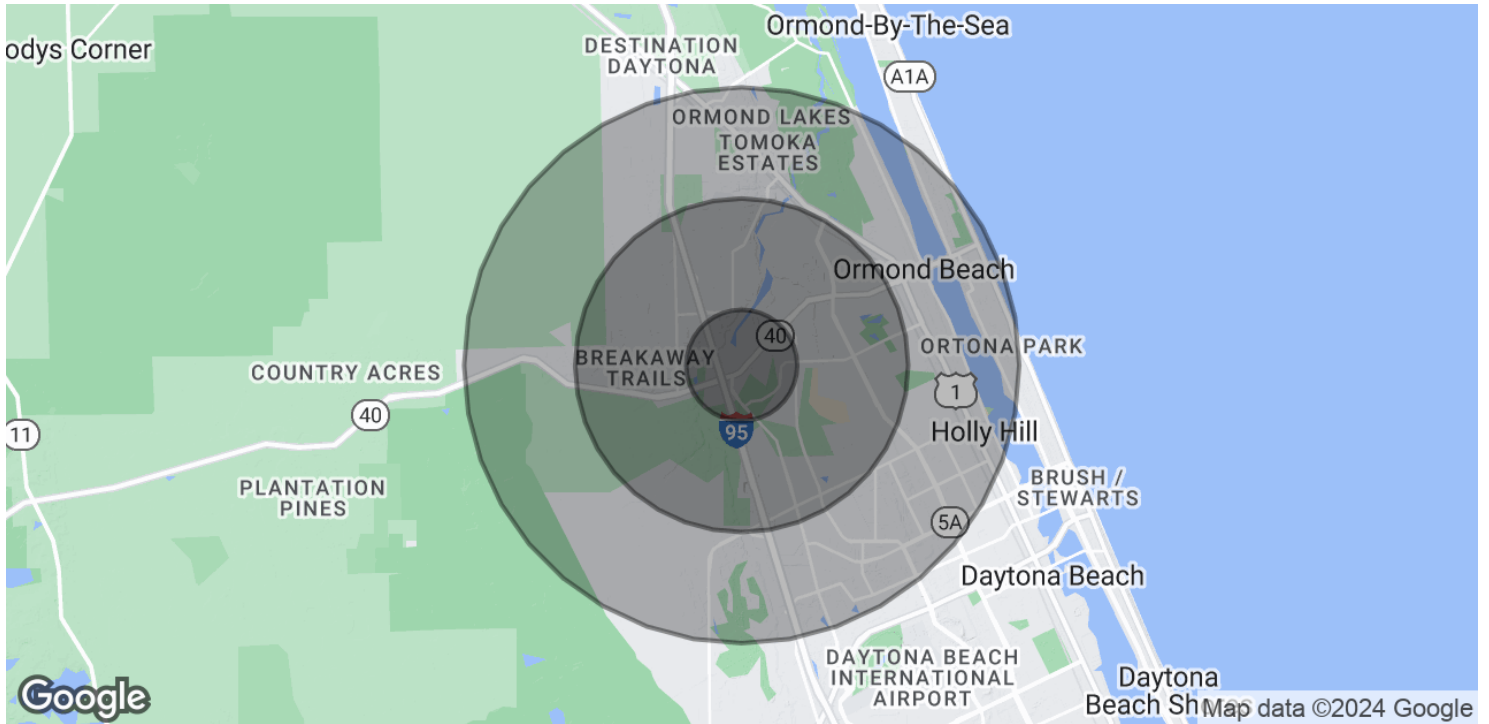 Ormond-By-The-Sea
odys Corner
DESTINATION
DAYTONA
A1A
ORMOND LAKES
TOMOKA
ESTATES
Ormond Beach
40
BREAKAWAY
TRAILS
ORTONA PARK
COUNTRY ACRES
1
40
11
95
Holly Hill
PLANTATION
PINES
BRUSH /
STEWARTS
5A
Daytona Beach
DAYTONA BEACH
INTERNATIONAL
AIRPORT
Daytona
Beach Shores
Google
Map data ©2024 Google